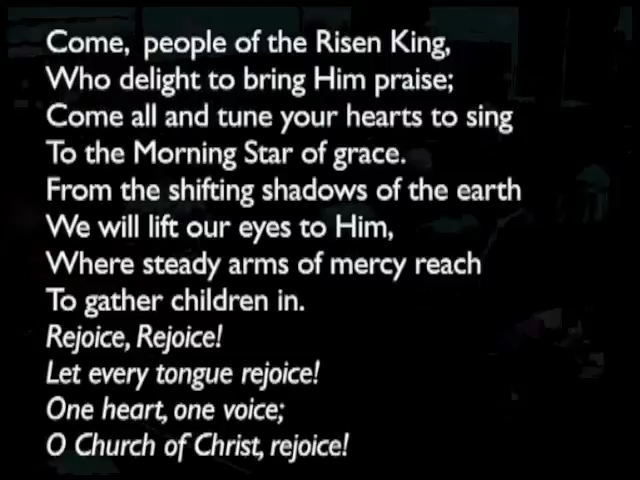 Come, people of the Risen King,
Who delight to bring Him praise;
Come all and tune your hearts to sing
To the Morning Star of grace.
From the shifting shadows of the earth
We will lift our eyes to Him,
Where steady arms of mercy reach
To gather children in.
Rejoice, Rejoice!
Let every tongue rejoice!
One heart, one voice;
O Church of Christ, rejoice!